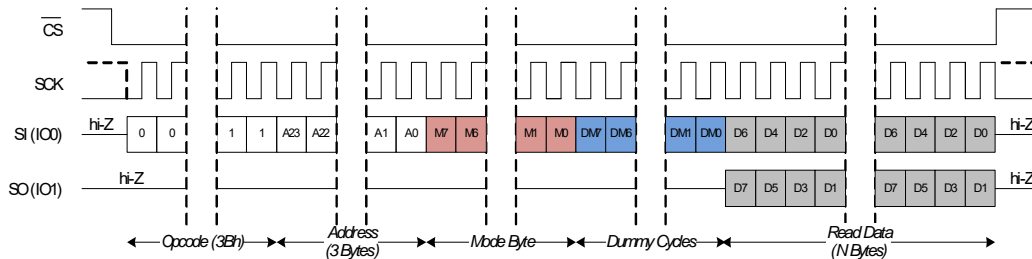 CS
SCK
hi-Z
SI (IO0) 0 0 1 1 A23 A22 A1 A0 M7 M6 M1 M0 DM7 DM6 DM1 DM0 D6 D4 D2 D0 D6 D4 D2 D0 hi-Z
hi-Z
SO (IO1) D7 D5 D3 D1 D7 D5 D3 D1 hi-Z
Opcode (3Bh) Address (3 Bytes) Mode Byte Dummy Cycles Read Data (N Bytes)